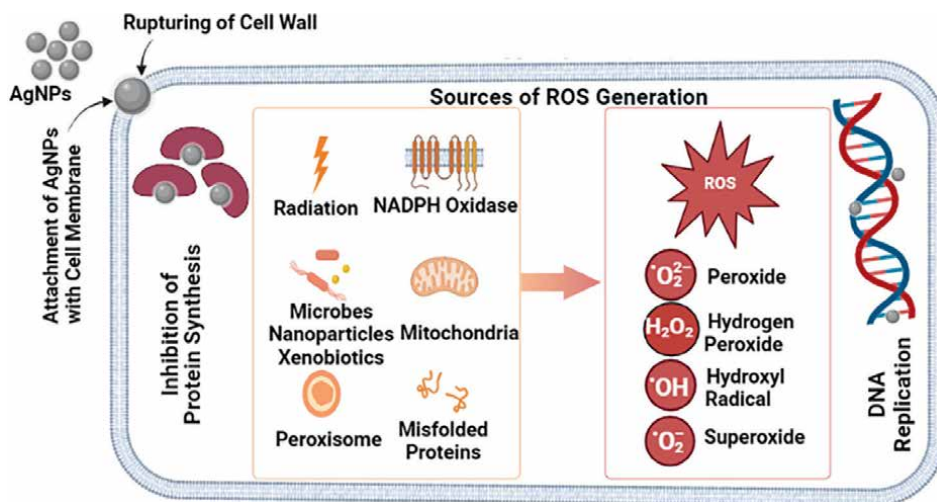 Rupturing of Cell Wall
AgNPs
Attachment of AgNPs
with Cell Membrane
Sources of ROS Generation
Inhibition of
Protein Synthesis
Radiation
NADPH Oxidase
Microbes
Nanoparticles
Xenobiotics
Mitochondria
Peroxisome
Misfolded
Proteins
ROS
•O₂²⁻
Peroxide
H₂O₂
Hydrogen
Peroxide
•OH
Hydroxyl
Radical
•O₂⁻
Superoxide
DNA
Replication